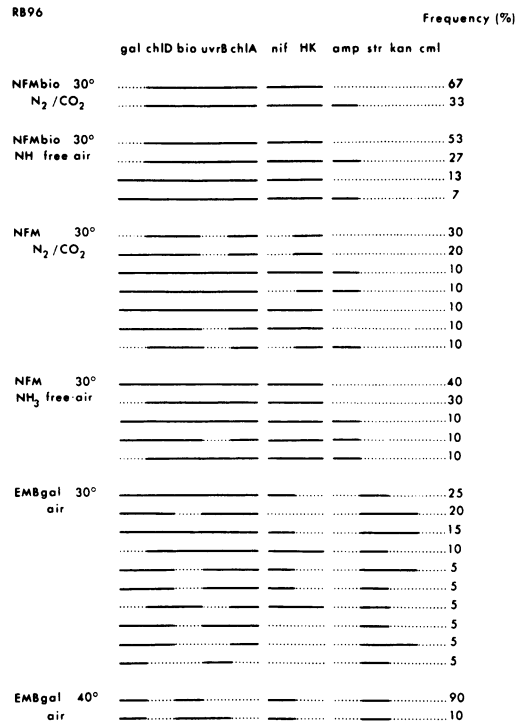 RB96
Frequency (%)
gal chlD bio uvrB chlA nif HK amp str kan cml
NFMbio 30° 67
N2/CO2 33
NFMbio 30° 53
NH free air 27
13
7
NFM 30° 30
N2/CO2 20
10
10
10
10
10
NFM 30° 40
NH3 free-air 30
10
10
10
EMBgal 30° 25
air 20
15
10
5
5
5
5
5
5
EMBgal 40° 90
air 10